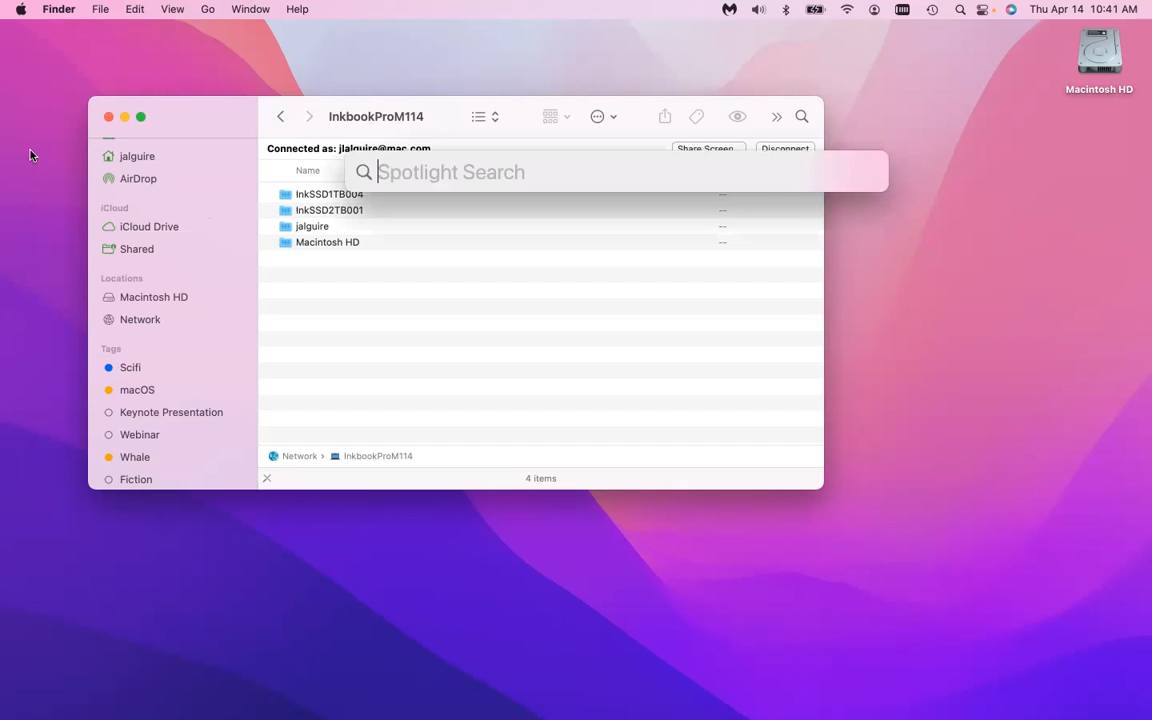 Finder File Edit View Go Window Help Thu Apr 14 10:41 AM
Macintosh HD
InkbookProM114
Connected as: jlalguire@mac.com Share Screen... Disconnect
Spotlight Search
Name
InkSSD1TB004 --
InkSSD2TB001 --
jalguire --
Macintosh HD --
jalguire
AirDrop
iCloud
iCloud Drive
Shared
Locations
Macintosh HD
Network
Tags
Scifi
macOS
Keynote Presentation
Webinar
Whale
Fiction
Network › InkbookProM114
4 items